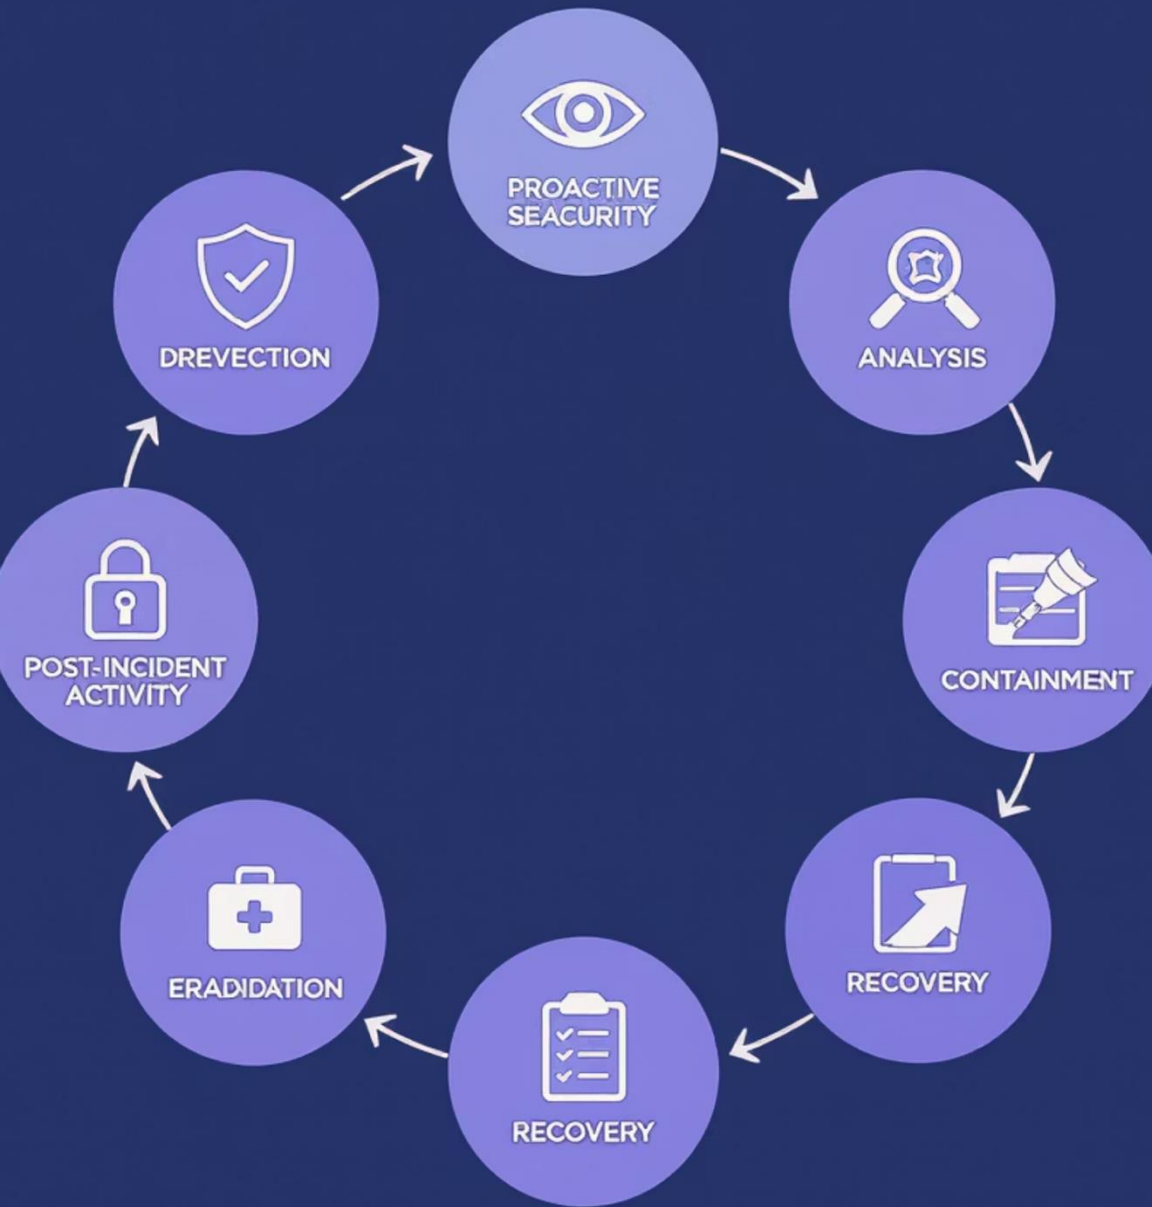 PROACTIVE
SEACURITY
ANALYSIS
CONTAINMENT
RECOVERY
RECOVERY
ERADIDATION
POST-INCIDENT
ACTIVITY
DREVECTION